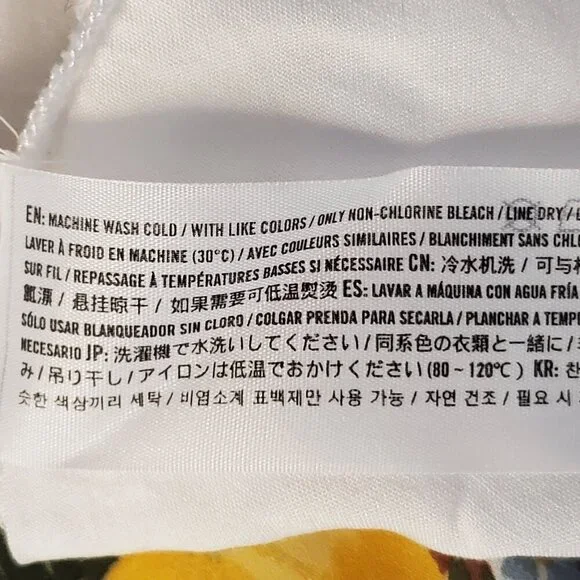 EN: MACHINE WASH COLD / WITH LIKE COLORS / ONLY NON-CHLORINE BLEACH / LINE DRY /
LAVER À FROID EN MACHINE (30°C) / AVEC COULEURS SIMILAIRES / BLANCHIMENT SANS CHLO
SUR FIL / REPASSAGE À TEMPÉRATURES BASSES SI NÉCESSAIRE CN: 冷水机洗 / 可与
氯漂 / 悬挂晾干 / 如果需要可低温熨烫 ES: LAVAR A MÁQUINA CON AGUA FRÍA
SÓLO USAR BLANQUEADOR SIN CLORO / COLGAR PRENDA PARA SECARLA / PLANCHAR A TEMP
NECESARIO JP: 洗濯機で水洗いしてください / 同系色の衣類と一緒に /
み / 吊り干し / アイロンは低温でおかけください (80 ~ 120℃) KR: 찬
슷한 색상끼리 세탁 / 비염소계 표백제만 사용 가능 / 자연 건조 / 필요 시